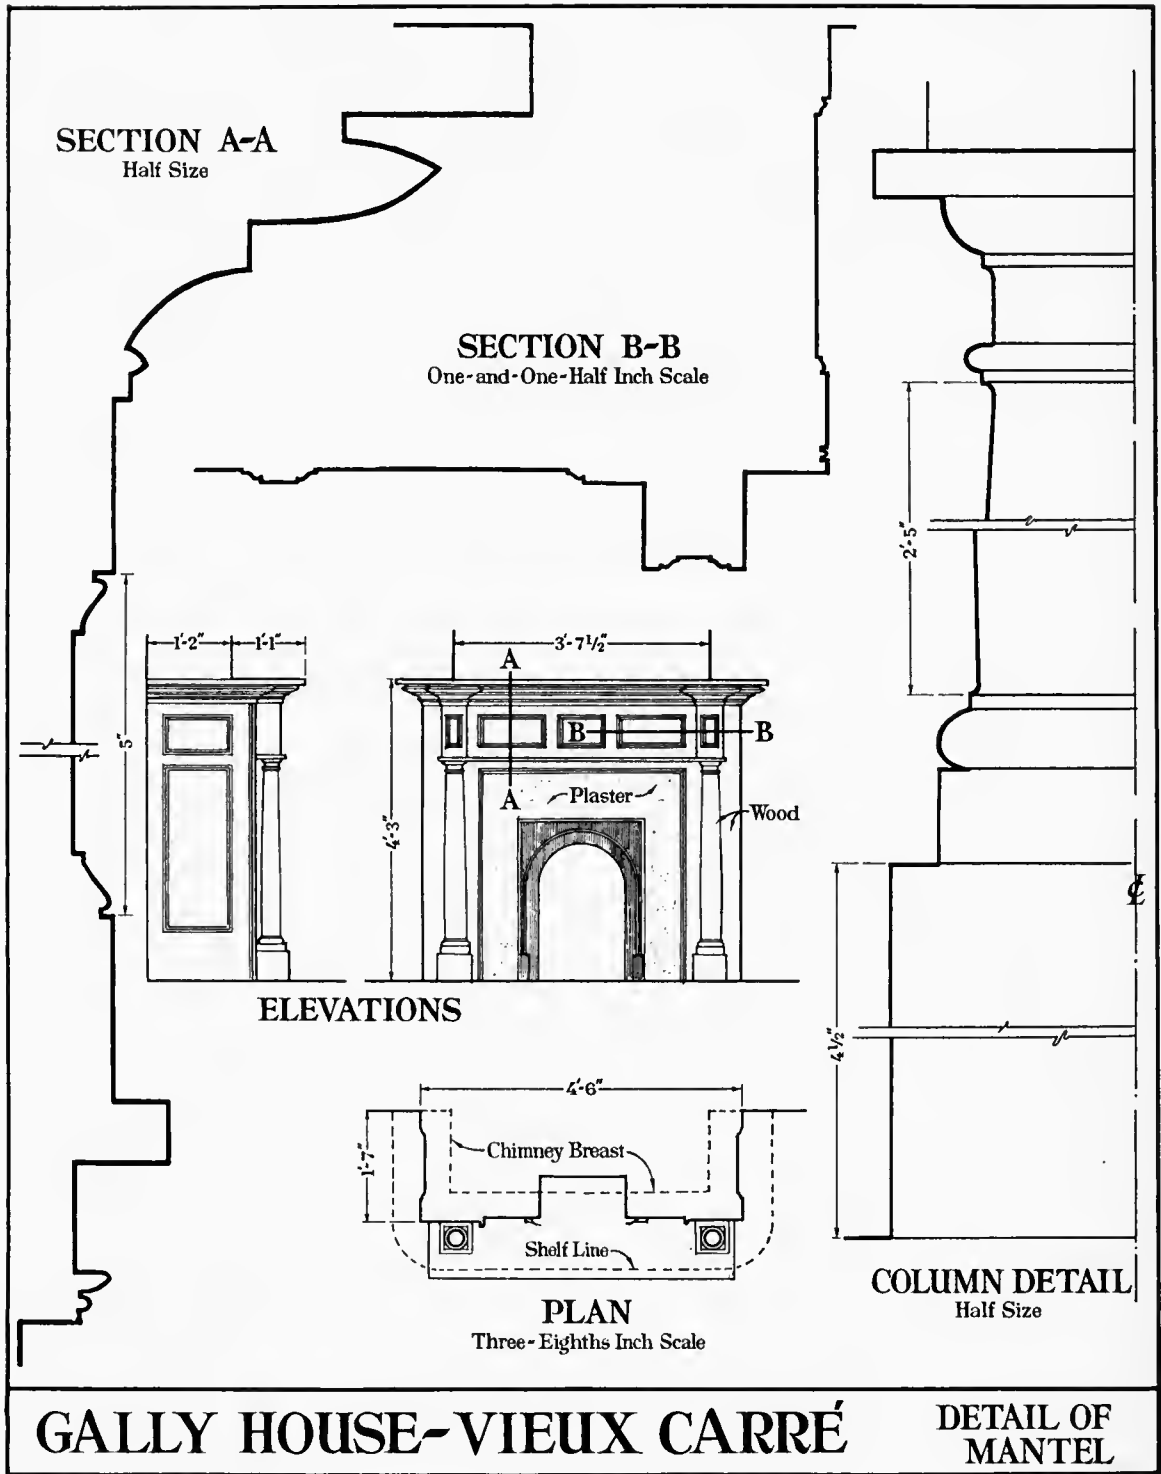 SECTION A-A
Half Size
SECTION B-B
One-and-One-Half Inch Scale
2'-5"
5"
1'-2"
1'-1"
3'-7½"
A
B
B
A
Plaster
Wood
4'-3"
ELEVATIONS
℄
4½"
4'-6"
1'-7"
Chimney Breast
Shelf Line
PLAN
Three-Eighths Inch Scale
COLUMN DETAIL
Half Size
GALLY HOUSE-VIEUX CARRÉ
DETAIL OF
MANTEL